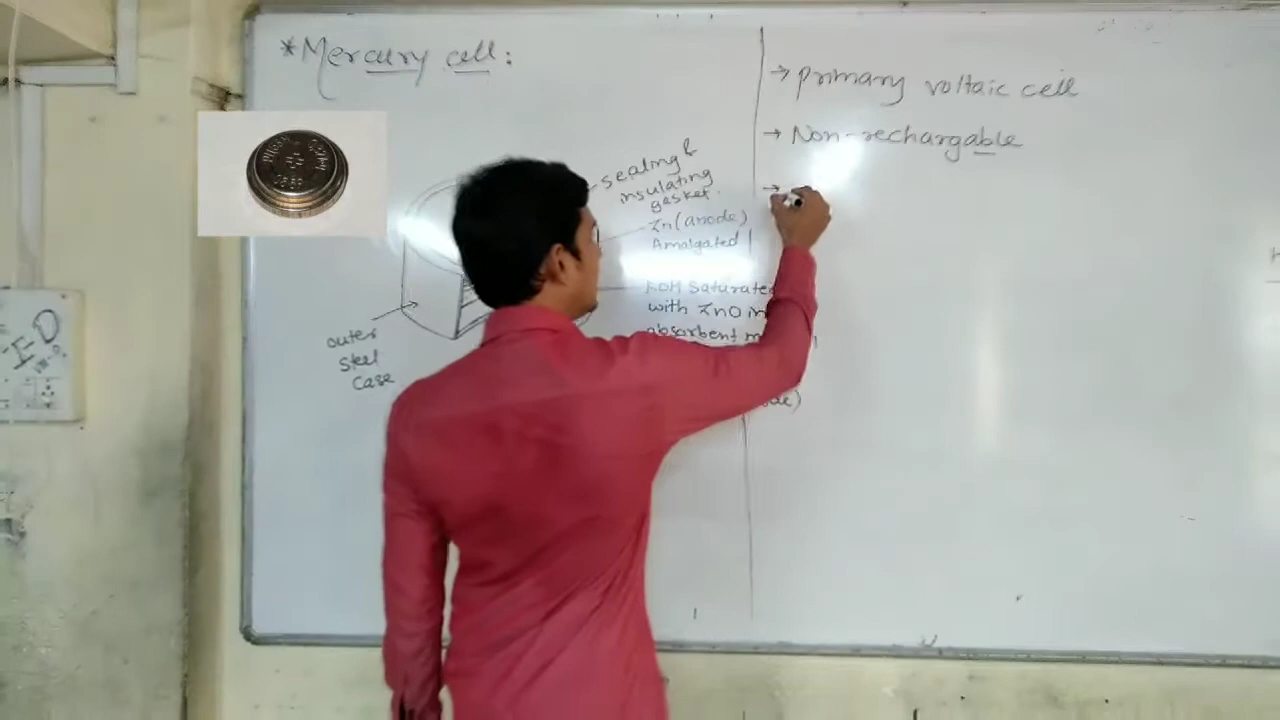 *Mercury cell:
→ Primary voltaic cell
→ Non-rechargable
→
sealing &
insulating
gasket.
Zn (anode)
Amalgated
KOH Saturated
with ZnO in
absorbent
outer
steel
case